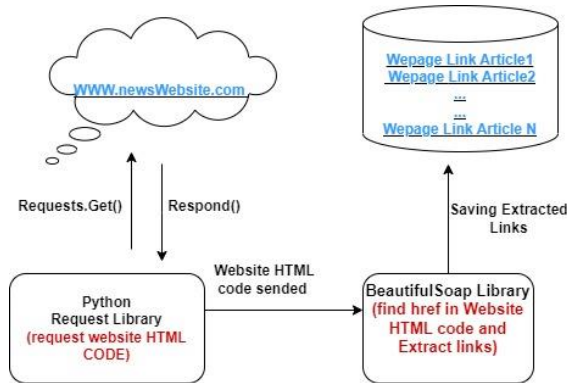 WWW.newsWebsite.com
Wepage Link Article1
Wepage Link Article2
...
...
Wepage Link Article N
Requests.Get()
Respond()
Saving Extracted
Links
Website HTML
code sended
Python
Request Library
(request website HTML
CODE)
BeautifulSoap Library
(find href in Website
HTML code and
Extract links)